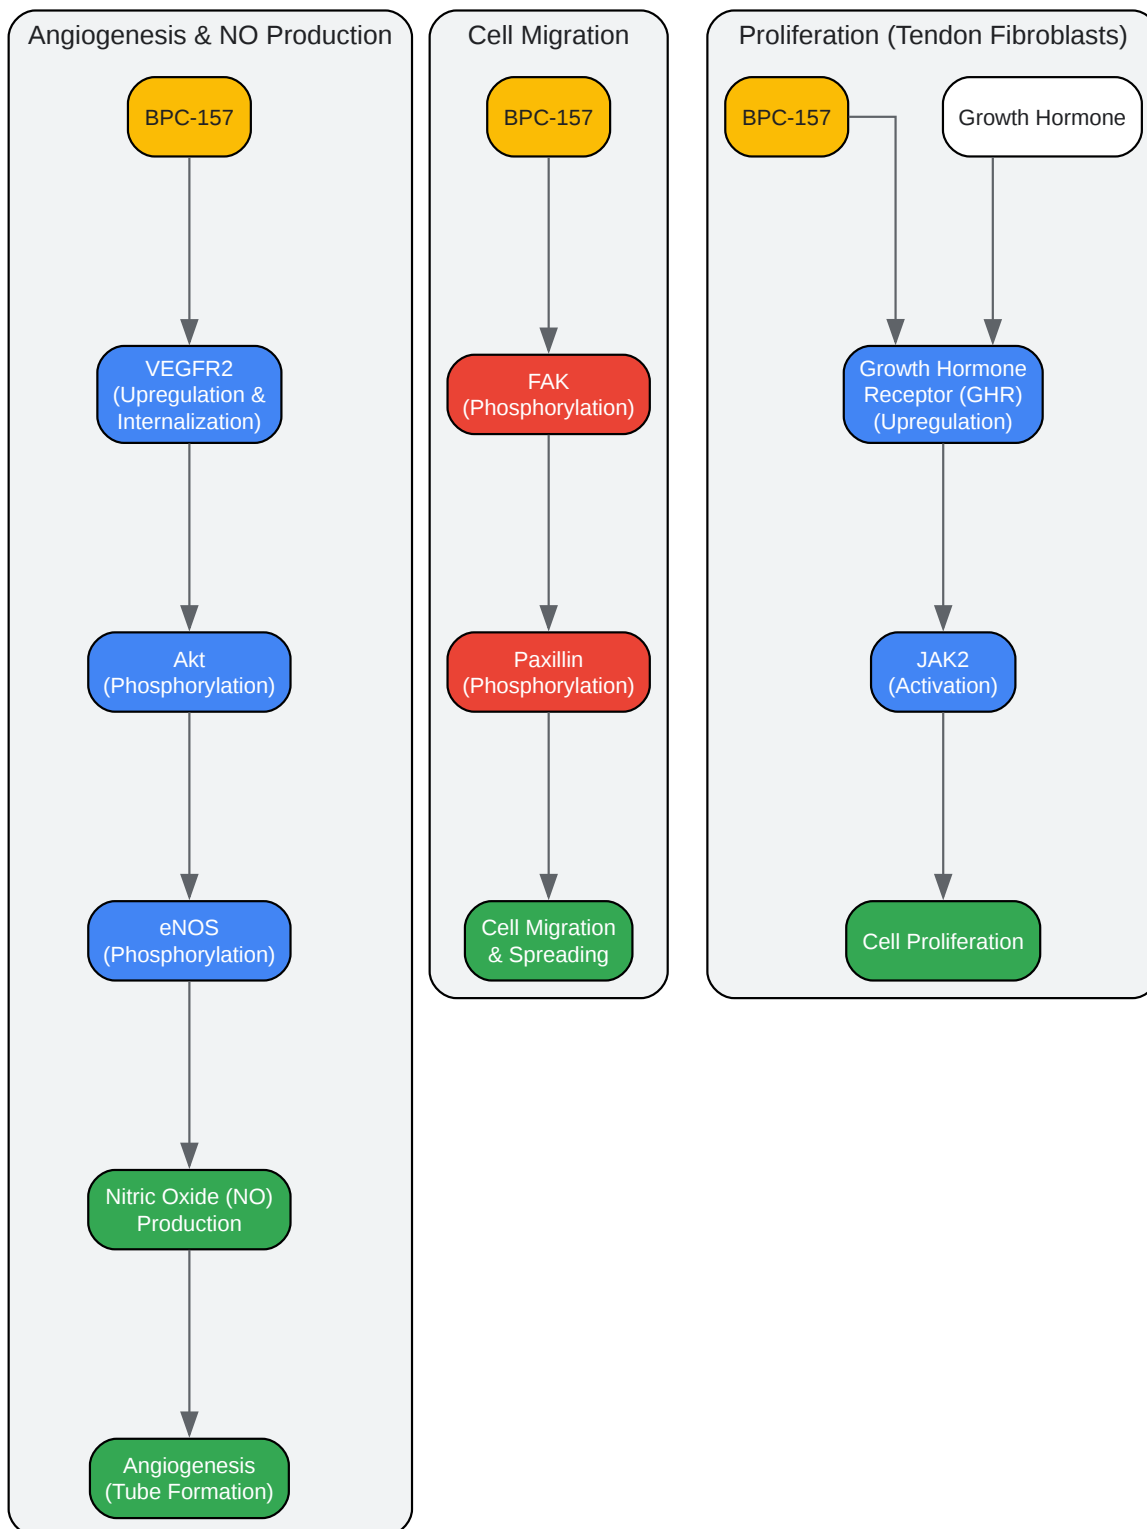 Angiogenesis & NO Production
BPC-157
VEGFR2
(Upregulation &
Internalization)
Akt
(Phosphorylation)
eNOS
(Phosphorylation)
Nitric Oxide (NO)
Production
Angiogenesis
(Tube Formation)
Cell Migration
BPC-157
FAK
(Phosphorylation)
Paxillin
(Phosphorylation)
Cell Migration
& Spreading
Proliferation (Tendon Fibroblasts)
BPC-157
Growth Hormone
Growth Hormone
Receptor (GHR)
(Upregulation)
JAK2
(Activation)
Cell Proliferation